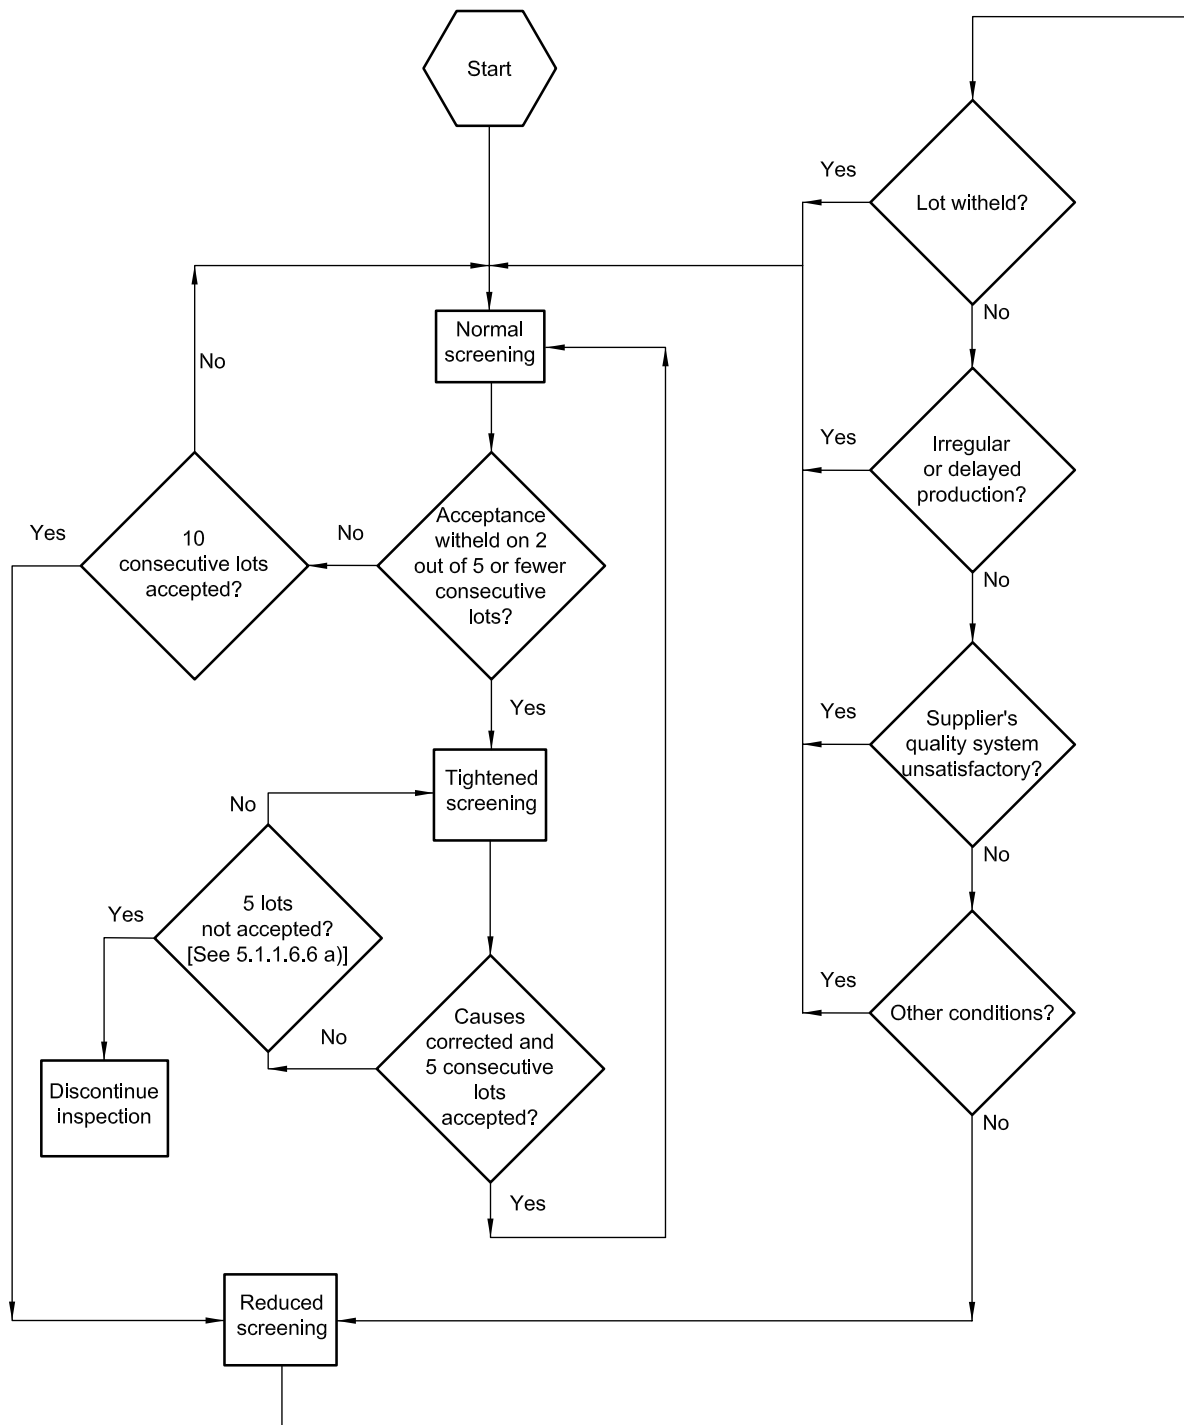 Start
Yes
Lot witheld?
No
Normal
screening
No
Yes
Irregular
or delayed
production?
No
Yes
10
consecutive lots
accepted?
No
Acceptance
witheld on 2
out of 5 or fewer
consecutive
lots?
Yes
Yes
Supplier's
quality system
unsatisfactory?
No
Tightened
screening
No
Yes
5 lots
not accepted?
[See 5.1.1.6.6 a)]
Yes
Other conditions?
No
No
Causes
corrected and
5 consecutive
lots
accepted?
Yes
Discontinue
inspection
Reduced
screening